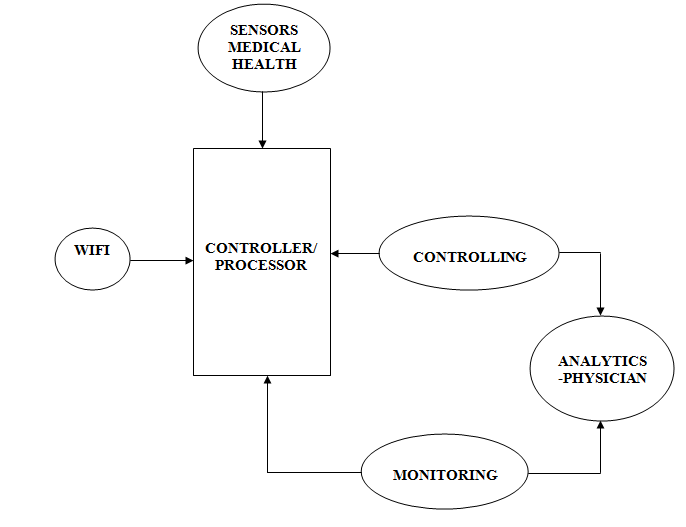 SENSORS
MEDICAL
HEALTH
WIFI
CONTROLLER/
PROCESSOR
CONTROLLING
ANALYTICS
-PHYSICIAN
MONITORING